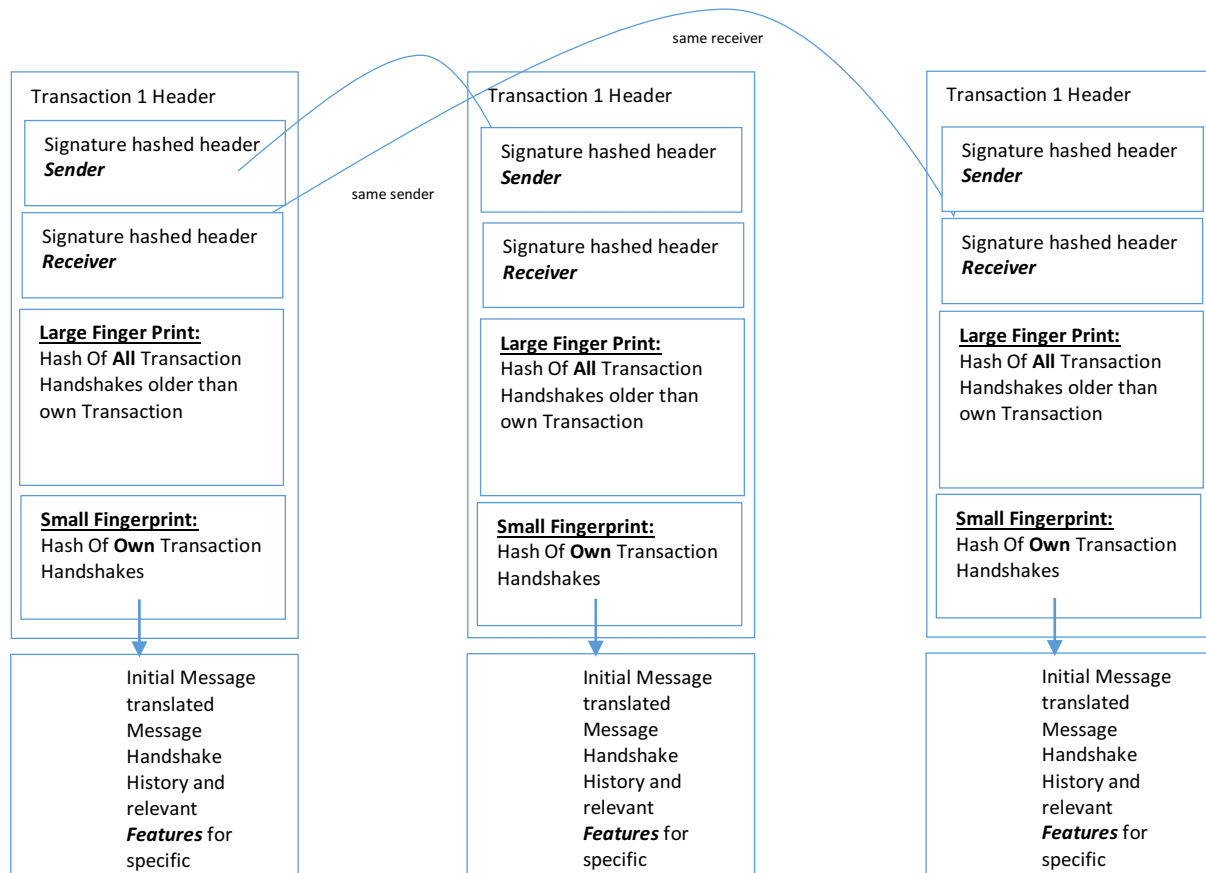 same receiver
same sender
Transaction 1 Header
Signature hashed header
Sender
Signature hashed header
Receiver
Large Finger Print:
Hash Of All Transaction
Handshakes older than
own Transaction
Small Fingerprint:
Hash Of Own Transaction
Handshakes
Initial Message
translated
Message
Handshake
History and
relevant
Features for
specific
Transaction 1 Header
Signature hashed header
Sender
Signature hashed header
Receiver
Large Finger Print:
Hash Of All Transaction
Handshakes older than
own Transaction
Small Fingerprint:
Hash Of Own Transaction
Handshakes
Initial Message
translated
Message
Handshake
History and
relevant
Features for
specific
Transaction 1 Header
Signature hashed header
Sender
Signature hashed header
Receiver
Large Finger Print:
Hash Of All Transaction
Handshakes older than
own Transaction
Small Fingerprint:
Hash Of Own Transaction
Handshakes
Initial Message
translated
Message
Handshake
History and
relevant
Features for
specific